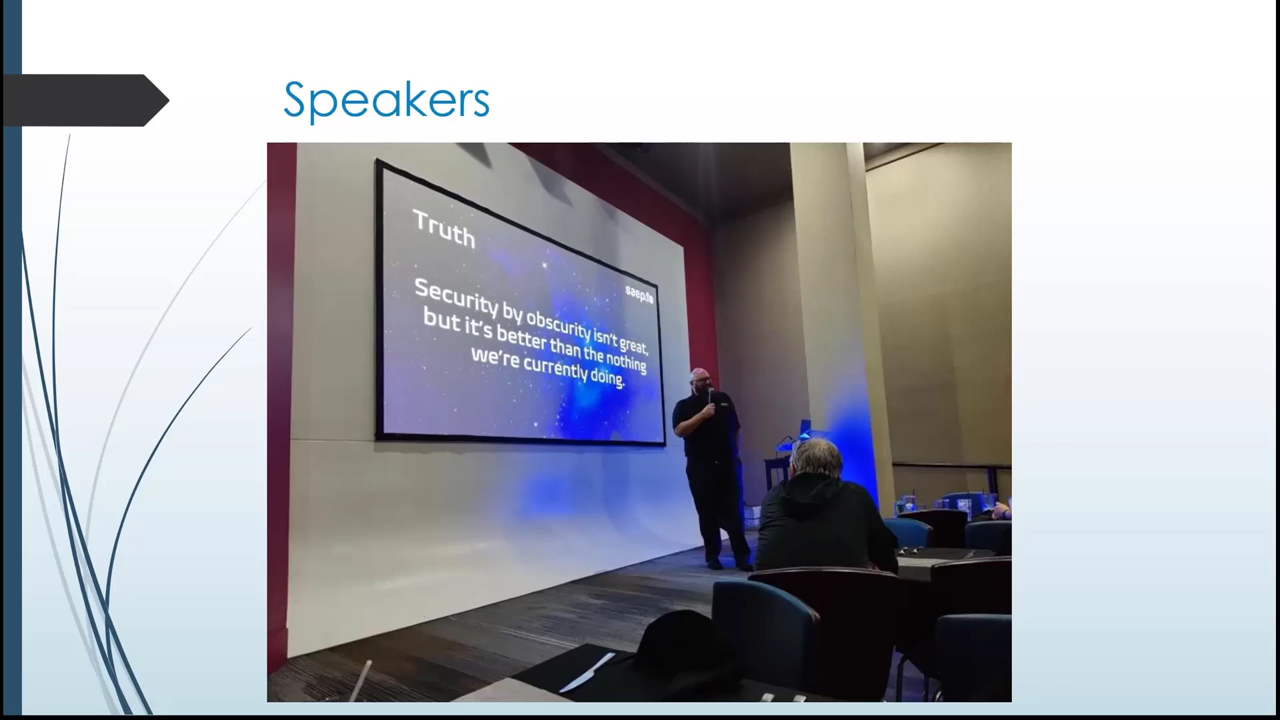 Speakers
Truth
saep.io
Security by obscurity isn't great,
but it's better than the nothing
we're currently doing.